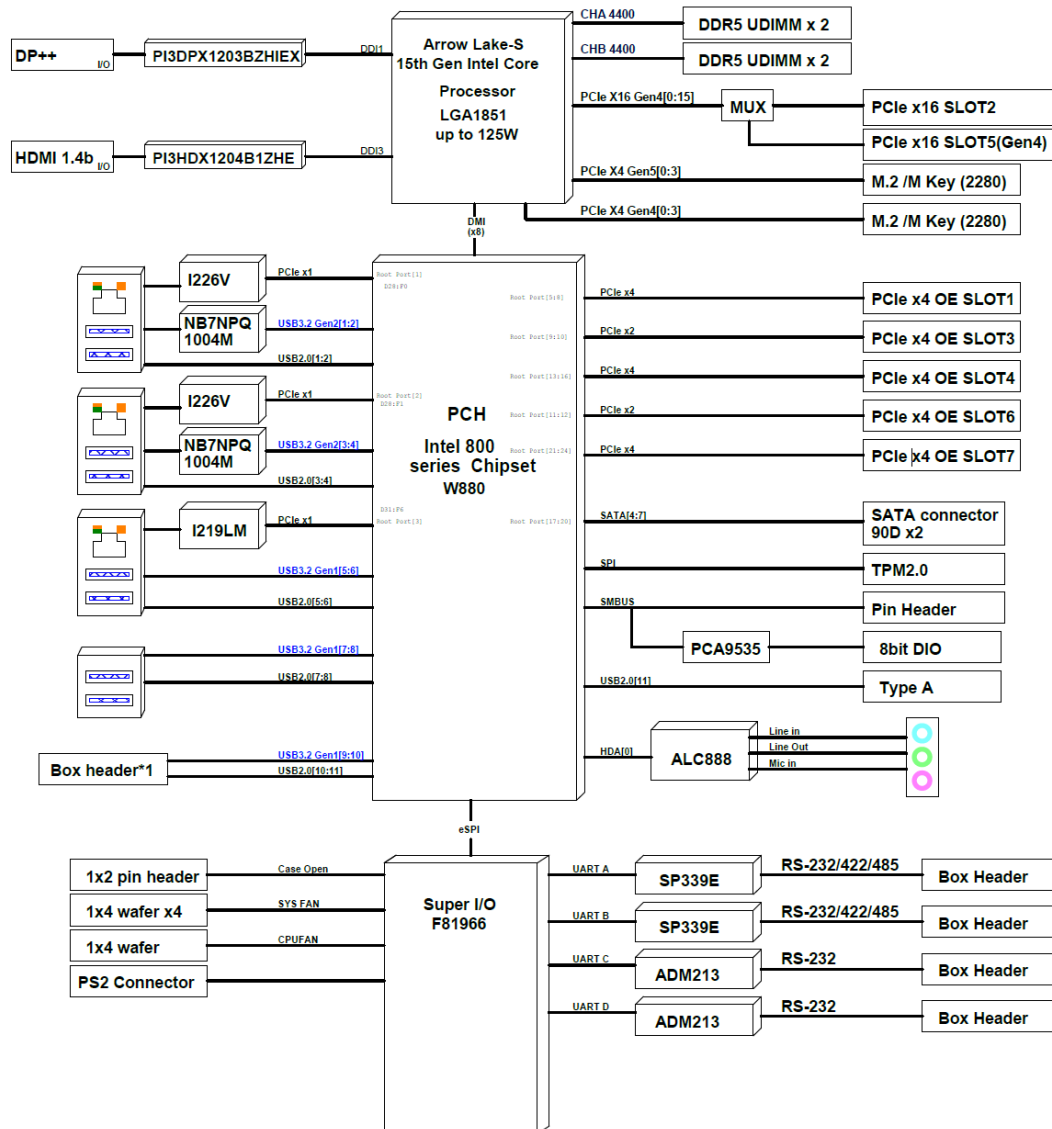 CHA 4400
DDR5 UDIMM x 2
CHB 4400
DDR5 UDIMM x 2
Arrow Lake-S
15th Gen Intel Core
Processor
LGA1851
up to 125W
DP++
I/O
PI3DPX1203BZHIEX
DDI1
HDMI 1.4b
I/O
PI3HDX1204B1ZHE
DDI3
PCIe X16 Gen4[0:15]
MUX
PCIe x16 SLOT2
PCIe x16 SLOT5(Gen4)
PCIe X4 Gen5[0:3]
M.2 /M Key (2280)
PCIe X4 Gen4[0:3]
M.2 /M Key (2280)
DMI
(x8)
I226V
PCIe x1
Root Port[1]
D28:F0
NB7NPQ
1004M
USB3.2 Gen2[1:2]
USB2.0[1:2]
I226V
PCIe x1
Root Port[2]
D28:F1
NB7NPQ
1004M
USB3.2 Gen2[3:4]
USB2.0[3:4]
I219LM
PCIe x1
D31:F6
Root Port[3]
USB3.2 Gen1[5:6]
USB2.0[5:6]
USB3.2 Gen1[7:8]
USB2.0[7:8]
Box header*1
USB3.2 Gen1[9:10]
USB2.0[10:11]
PCH
Intel 800
series Chipset
W880
Root Port[5:8]
PCIe x4
PCIe x4 OE SLOT1
Root Port[9:10]
PCIe x2
PCIe x4 OE SLOT3
Root Port[13:16]
PCIe x4
PCIe x4 OE SLOT4
Root Port[11:12]
PCIe x2
PCIe x4 OE SLOT6
Root Port[21:24]
PCIe x4
PCIe x4 OE SLOT7
Root Port[17:20]
SATA[4:7]
SATA connector
90D x2
SPI
TPM2.0
SMBUS
Pin Header
PCA9535
8bit DIO
USB2.0[11]
Type A
HDA[0]
ALC888
Line in
Line Out
Mic in
eSPI
Super I/O
F81966
1x2 pin header
Case Open
1x4 wafer x4
SYS FAN
1x4 wafer
CPUFAN
PS2 Connector
UART A
SP339E
RS-232/422/485
Box Header
UART B
SP339E
RS-232/422/485
Box Header
UART C
ADM213
RS-232
Box Header
UART D
ADM213
RS-232
Box Header